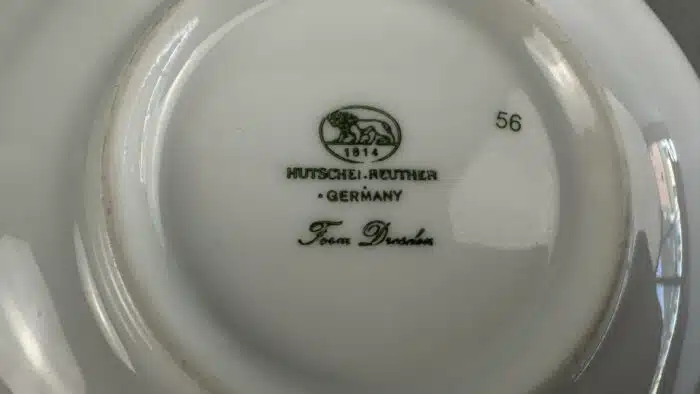 1814
HUTSCHENREUTHER
GERMANY
Form Dresden
56